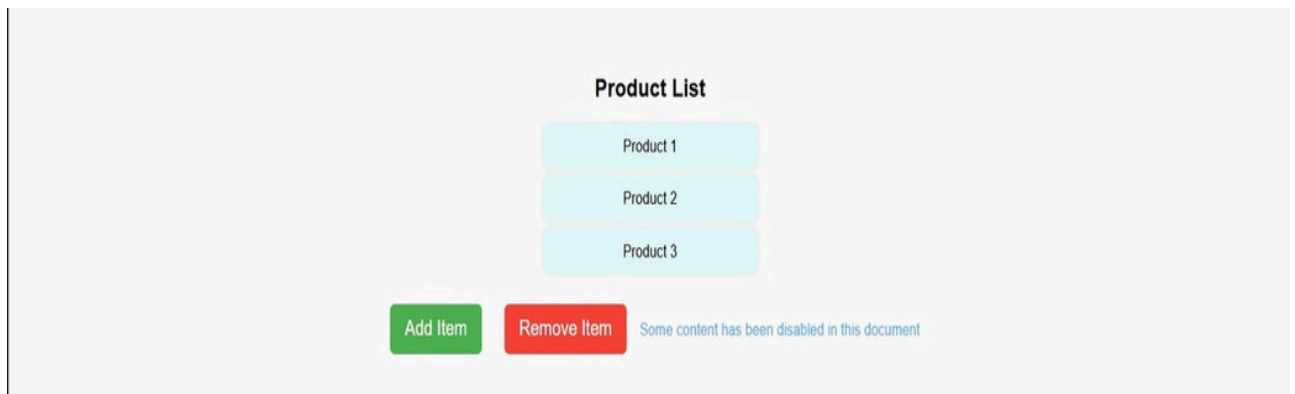 Product List
Product 1
Product 2
Product 3
Add Item Remove Item Some content has been disabled in this document